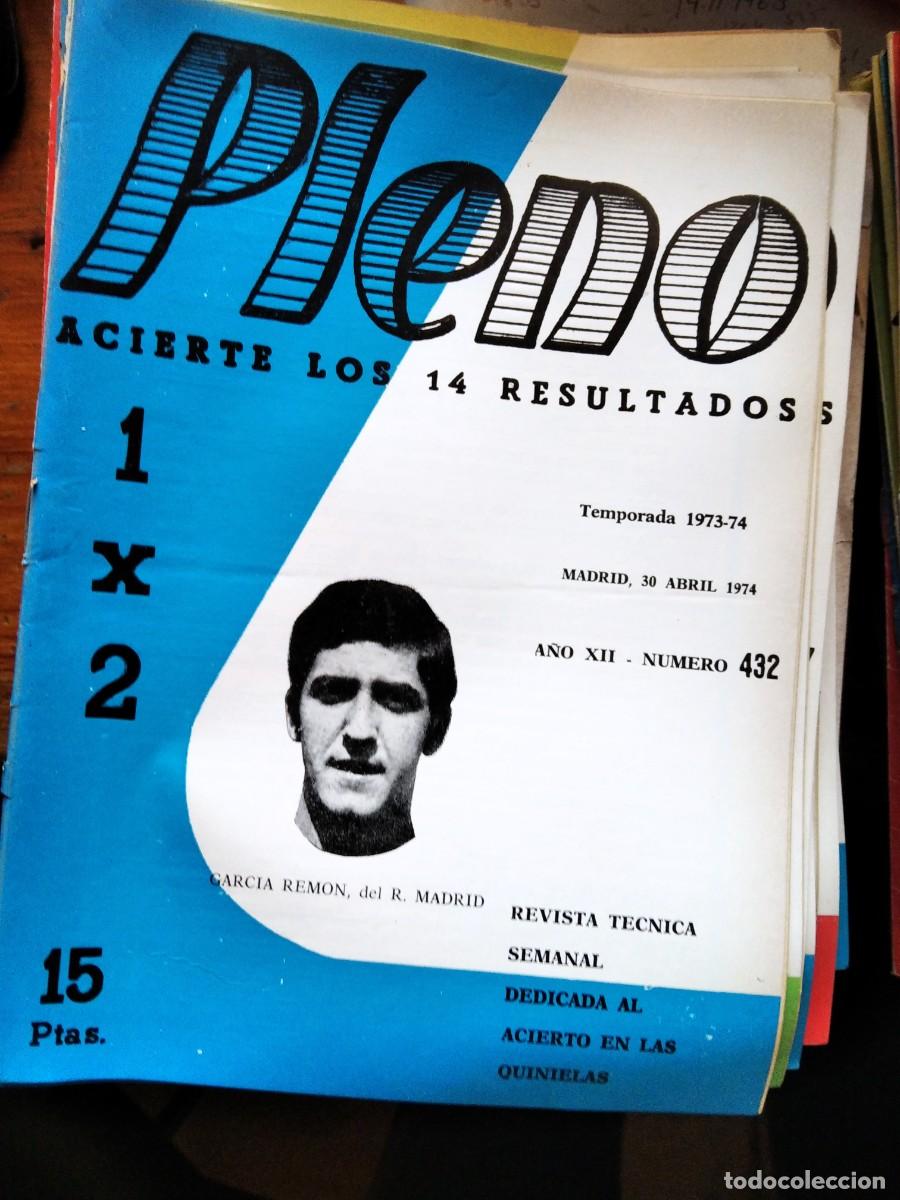 Pleno
ACIERTE LOS 14 RESULTADOS
1
x
2
Temporada 1973-74
MADRID, 30 ABRIL 1974
AÑO XII - NUMERO 432
GARCIA REMON, del R. MADRID
REVISTA TECNICA
SEMANAL
DEDICADA AL
ACIERTO EN LAS
QUINIELAS
15
Ptas.
todocoleccion